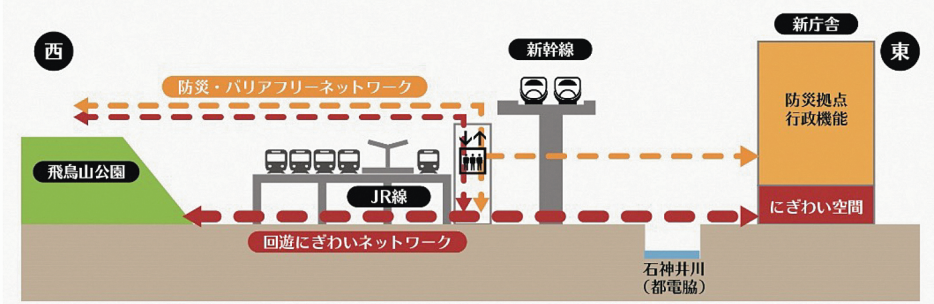 西
新幹線
新庁舎
東
防災・バリアフリーネットワーク
防災拠点
行政機能
飛鳥山公園
JR線
にぎわい空間
回遊にぎわいネットワーク
石神井川
(都電脇)